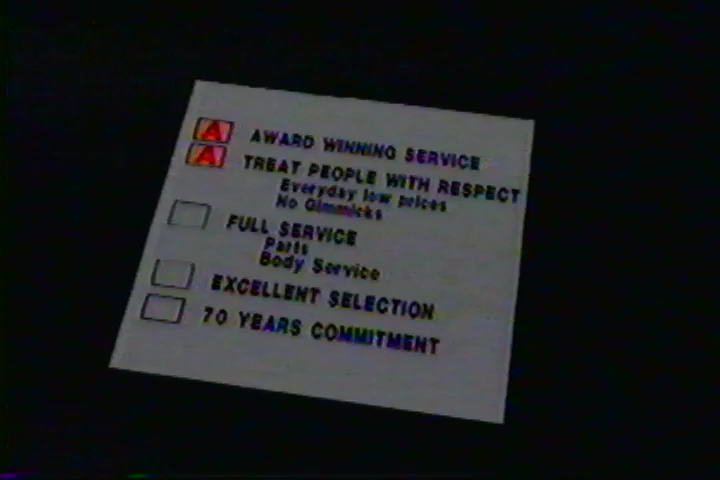 A AWARD WINNING SERVICE
A TREAT PEOPLE WITH RESPECT
Everyday low prices
No Gimmicks
FULL SERVICE
Parts
Body Service
EXCELLENT SELECTION
70 YEARS COMMITMENT